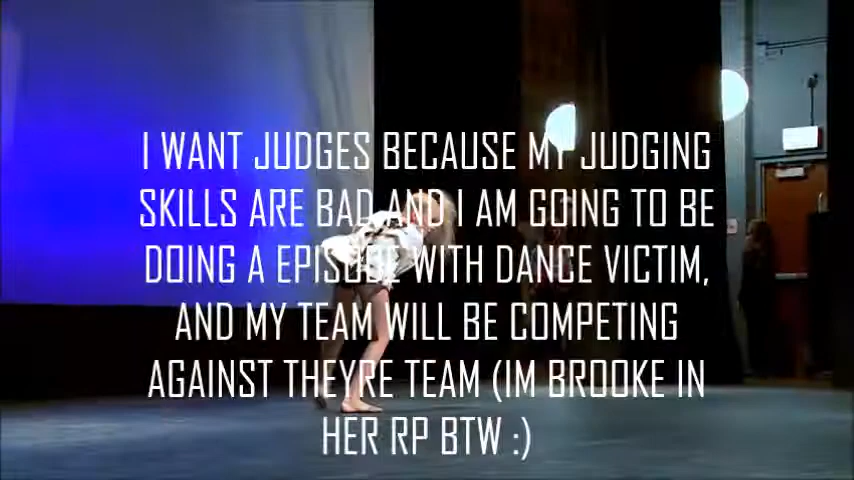 I WANT JUDGES BECAUSE MY JUDGING
SKILLS ARE BAD AND I AM GOING TO BE
DOING A EPISODE WITH DANCE VICTIM,
AND MY TEAM WILL BE COMPETING
AGAINST THEYRE TEAM (IM BROOKE IN
HER RP BTW :)